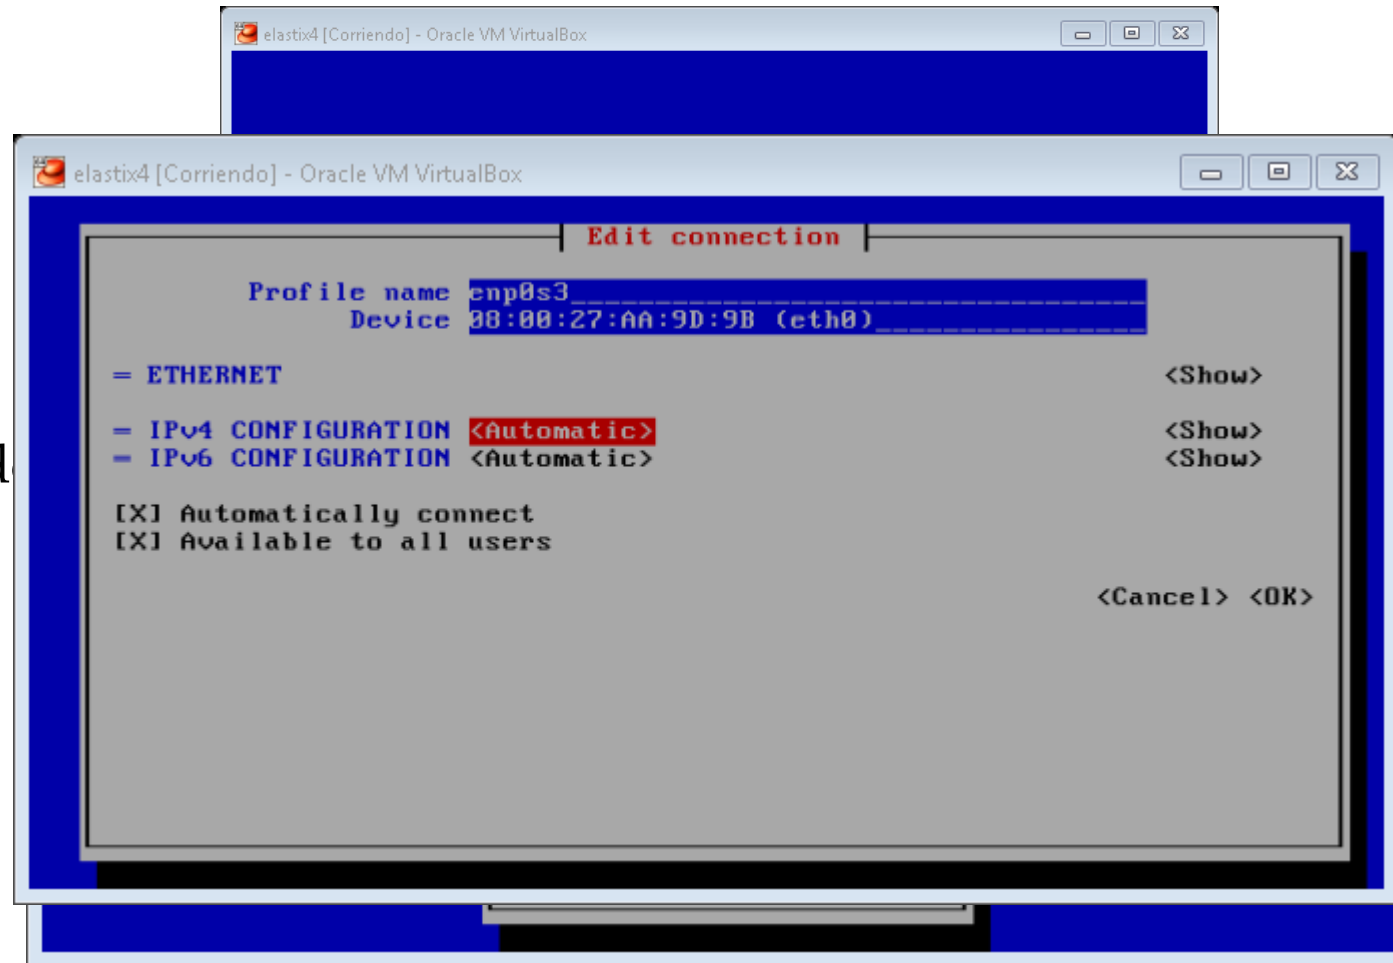 elastix4 [Corriendo] - Oracle VM VirtualBox
elastix4 [Corriendo] - Oracle VM VirtualBox
Edit connection
Profile name enp0s3
Device 08:00:27:AA:9D:9B (eth0)
= ETHERNET <Show>
= IPv4 CONFIGURATION <Automatic> <Show>
= IPv6 CONFIGURATION <Automatic> <Show>
[X] Automatically connect
[X] Available to all users
<Cancel> <OK>